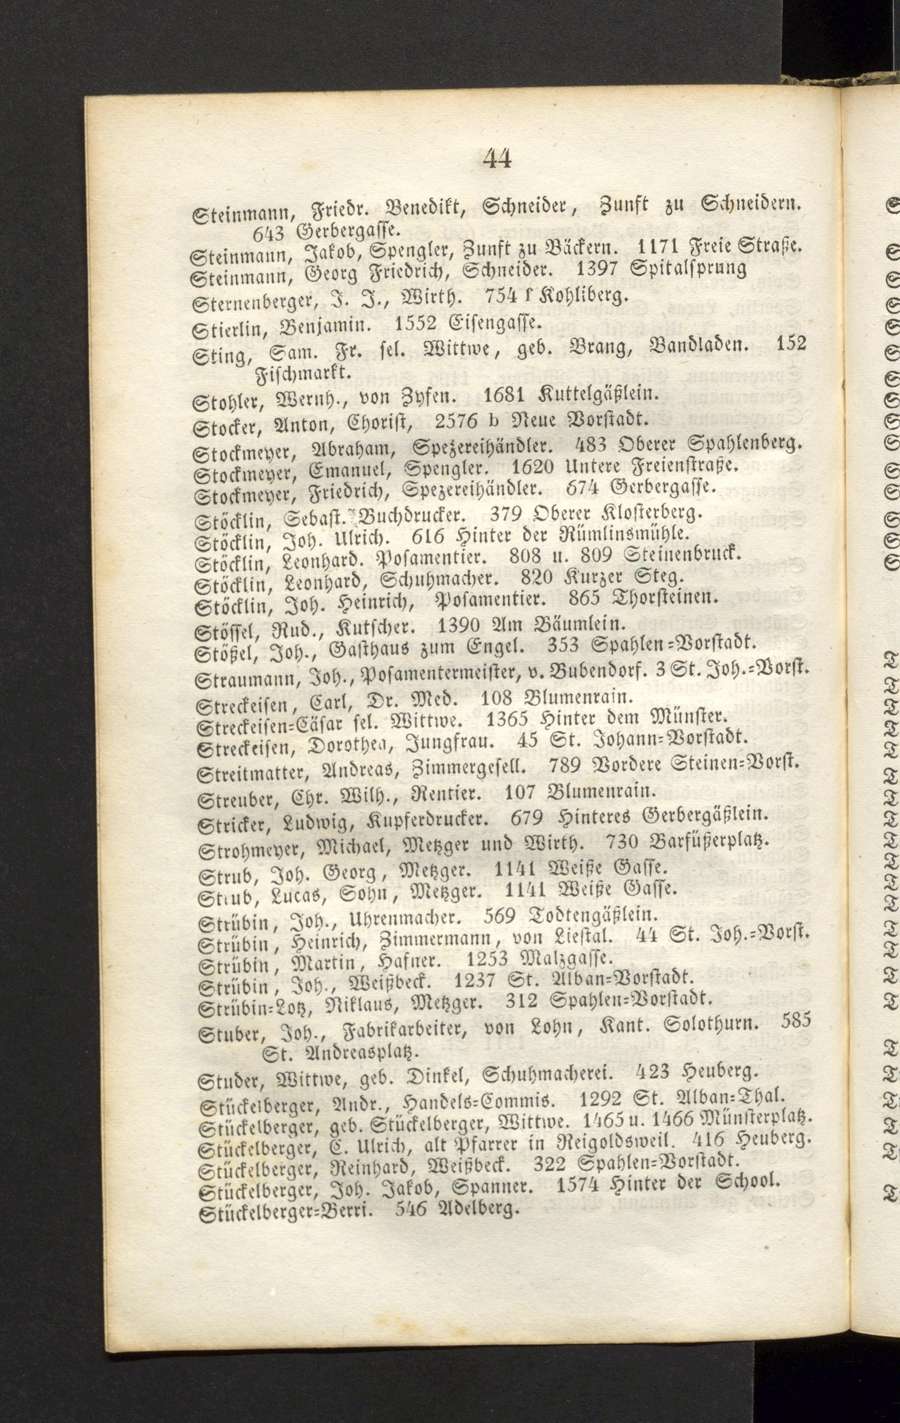 44
Steinmann, Friedr. Benedikt, Schneider, Zunft zu Schneidern.
643 Gerbergasse.
Steinmann, Jakob, Spengler, Zunft zu Bäckern. 1171 Freie Straße.
Steinmann, Georg Friedrich, Schneider. 1397 Spitalsprung
Sternenberger, J. J., Wirth. 754 f Kohliberg.
Stierlin, Benjamin. 1552 Eisengasse.
Sting, Sam. Fr. sel. Wittwe, geb. Brang, Bandladen. 152
Fischmarkt.
Stohler, Wernh., von Zyfen. 1681 Kuttelgäßlein.
Stocker, Anton, Chorist, 2576 b Neue Vorstadt.
Stockmeyer, Abraham, Spezereihändler. 483 Oberer Spahlenberg.
Stockmeyer, Emanuel, Spengler. 1620 Untere Freienstraße.
Stockmeyer, Friedrich, Spezereihändler. 674 Gerbergasse.
Stöcklin, Sebast. Buchdrucker. 379 Oberer Klosterberg.
Stöcklin, Joh. Ulrich. 616 Hinter der Rümlinsmühle.
Stöcklin, Leonhard. Posamentier. 808 u. 809 Steinenbruck.
Stöcklin, Leonhard, Schuhmacher. 820 Kurzer Steg.
Stöcklin, Joh. Heinrich, Posamentier. 865 Thorsteinen.
Stössel, Rud., Kutscher. 1390 Am Bäumlein.
Stößel, Joh., Gasthaus zum Engel. 353 Spahlen-Vorstadt.
Straumann, Joh., Posamentermeister, v. Bubendorf. 3 St. Joh.-Vorst.
Streckeisen, Carl, Dr. Med. 108 Blumenrain.
Streckeisen-Cäsar sel. Wittwe. 1365 Hinter dem Münster.
Streckeisen, Dorothea, Jungfrau. 45 St. Johann-Vorstadt.
Streitmatter, Andreas, Zimmergesell. 789 Vordere Steinen-Vorst.
Streuber, Chr. Wilh., Rentier. 107 Blumenrain.
Stricker, Ludwig, Kupferdrucker. 679 Hinteres Gerbergäßlein.
Strohmeyer, Michael, Metzger und Wirth. 730 Barfüßerplatz.
Strub, Joh. Georg, Metzger. 1141 Weiße Gasse.
Strub, Lucas, Sohn, Metzger. 1141 Weiße Gasse.
Strübin, Joh., Uhrenmacher. 569 Todtengäßlein.
Strübin, Heinrich, Zimmermann, von Liestal. 44 St. Joh.-Vorst.
Strübin, Martin, Hafner. 1253 Malzgasse.
Strübin, Joh., Weißbeck. 1237 St. Alban-Vorstadt.
Strübin-Lotz, Niklaus, Metzger. 312 Spahlen-Vorstadt.
Stuber, Joh., Fabrikarbeiter, von Lohn, Kant. Solothurn. 585
St. Andreasplatz.
Studer, Wittwe, geb. Dinkel, Schuhmacherei. 423 Heuberg.
Stückelberger, Andr., Handels-Commis. 1292 St. Alban-Thal.
Stückelberger, geb. Stückelberger, Wittwe. 1465 u. 1466 Münsterplatz.
Stückelberger, C. Ulrich, alt Pfarrer in Reigoldsweil. 416 Heuberg.
Stückelberger, Reinhard, Weißbeck. 322 Spahlen-Vorstadt.
Stückelberger, Joh. Jakob, Spanner. 1574 Hinter der School.
Stückelberger-Berri. 546 Adelberg.